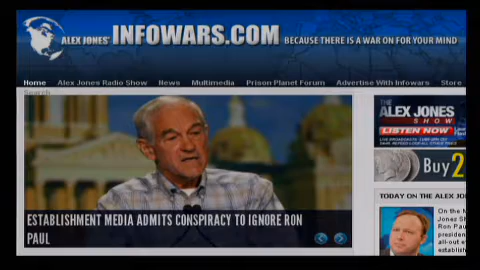 ALEX JONES' INFOWARS.COM BECAUSE THERE IS A WAR ON FOR YOUR MIND
Home Alex Jones Radio Show News Multimedia Prison Planet Forum Advertise With Infowars Store
Search
THE
ALEX JONES
SHOW
LISTEN NOW
Buy 2
ESTABLISHMENT MEDIA ADMITS CONSPIRACY TO IGNORE RON
PAUL
TODAY ON THE ALEX JO
On the
Jones S
Ron Pau
presiden
all-out e
establish